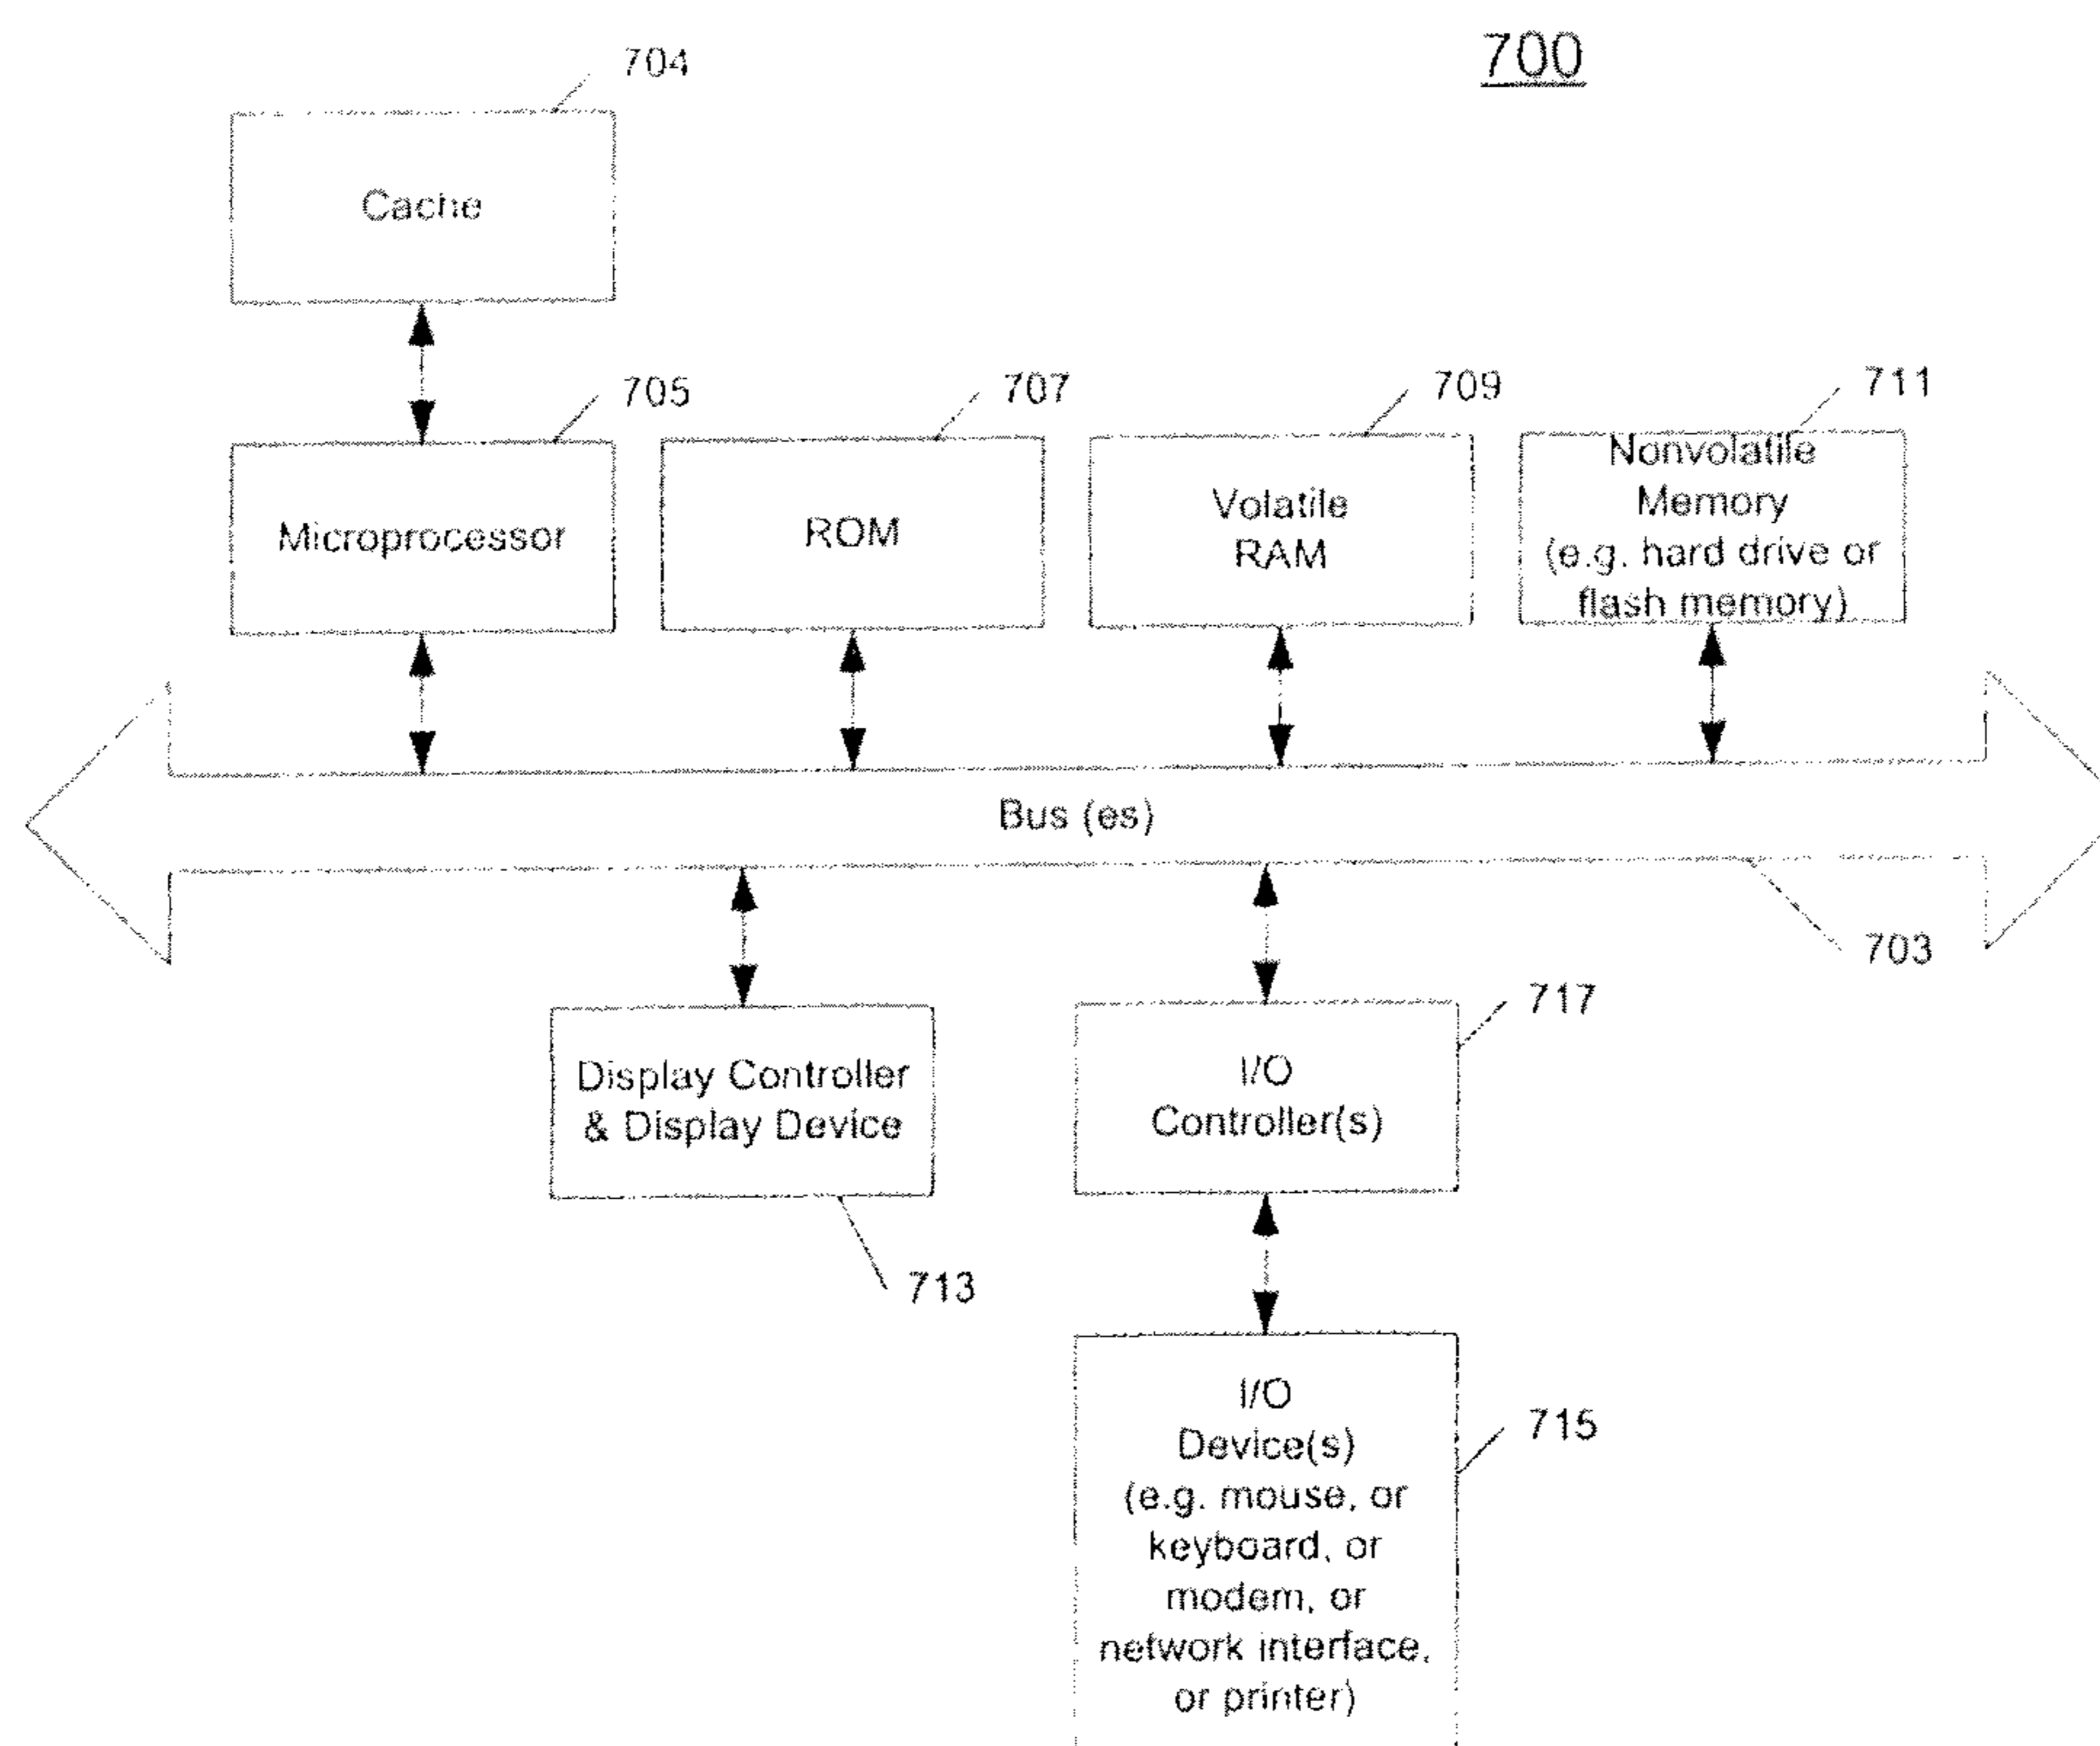 700
704
Cache
705
707
709
711
Microprocessor
ROM
Volatile
RAM
Nonvolatile
Memory
(e.g. hard drive or
flash memory)
Bus (es)
703
717
Display Controller
& Display Device
I/O
Controller(s)
713
I/O
Device(s)
(e.g. mouse, or
keyboard, or
modem, or
network interface,
or printer)
715